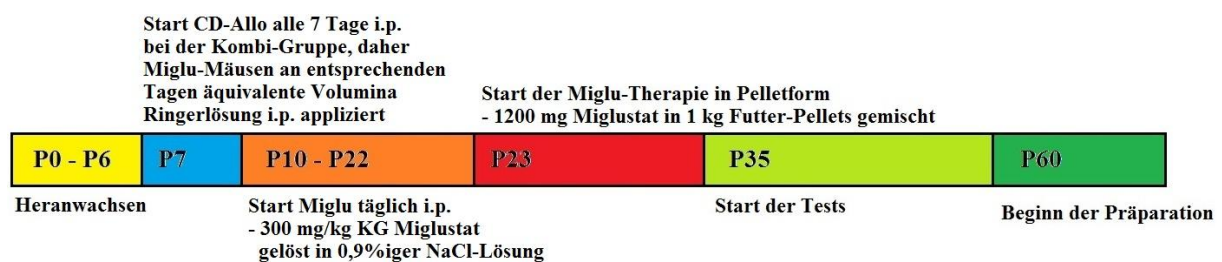 Start CD-Allo alle 7 Tage i.p.
bei der Kombi-Gruppe, daher
Miglu-Mäusen an entsprechenden
Tagen äquivalente Volumina
Ringerlösung i.p. appliziert
Start der Miglu-Therapie in Pelletform
- 1200 mg Miglustat in 1 kg Futter-Pellets gemischt
P0 - P6
P7
P10 - P22
P23
P35
P60
Heranwachsen
Start Miglu täglich i.p.
- 300 mg/kg KG Miglustat
gelöst in 0,9%iger NaCl-Lösung
Start der Tests
Beginn der Präparation